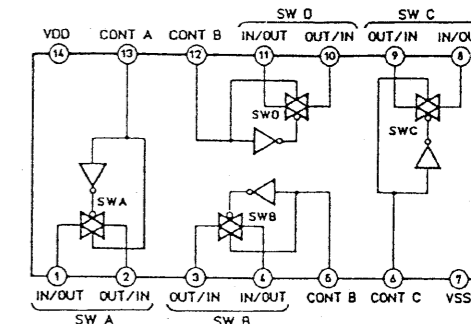 SW D SW C
VDD CONT A CONT B IN/OUT OUT/IN OUT/IN IN/OUT
14 13 12 11 10 9 8
SWD
SWC
SWA
SWB
1 2 3 4 5 6 7
IN/OUT OUT/IN OUT/IN IN/OUT CONT B CONT C VSS
SW A SW B